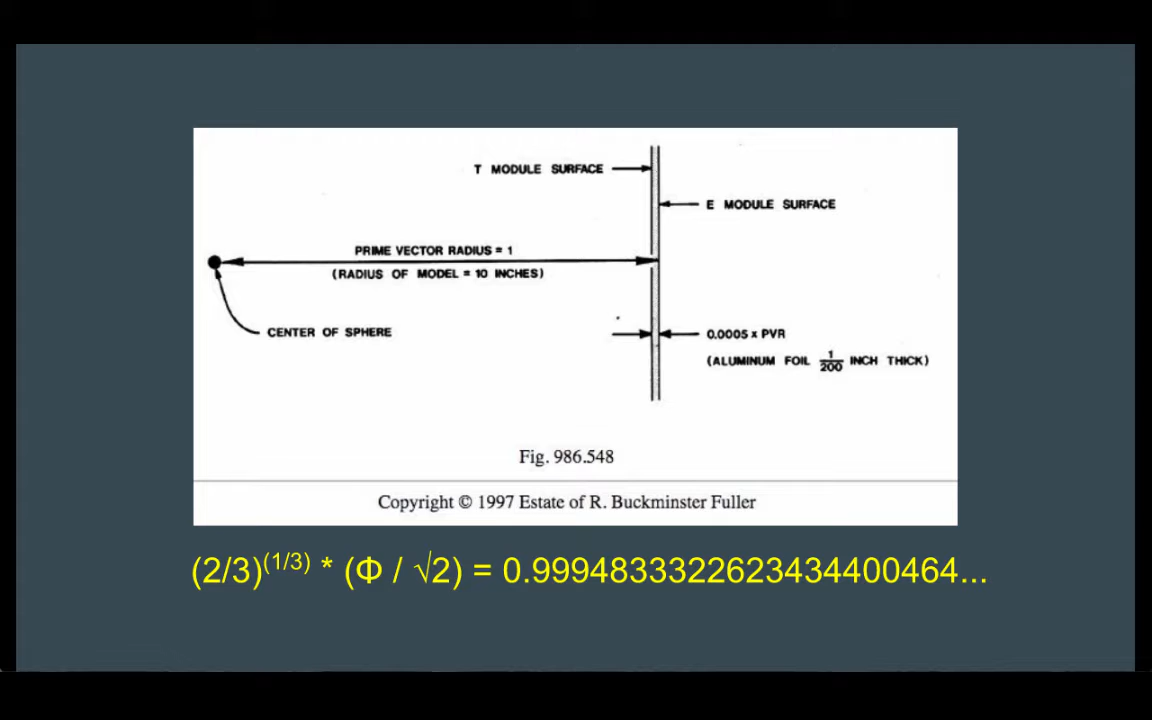 T MODULE SURFACE
E MODULE SURFACE
PRIME VECTOR RADIUS = 1
(RADIUS OF MODEL = 10 INCHES)
CENTER OF SPHERE
0.0005 x PVR
(ALUMINUM FOIL 1/200 INCH THICK)
Fig. 986.548
Copyright © 1997 Estate of R. Buckminster Fuller
(2/3)^(1/3) * (Φ / √2) = 0.9994833322623434400464...